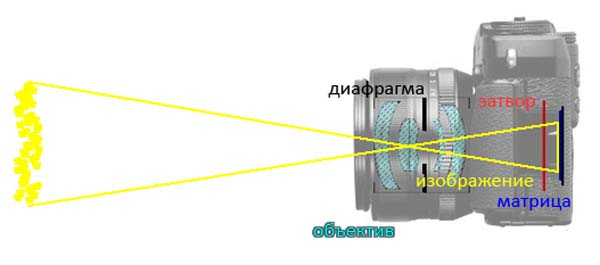 диафрагма
затвор
изображение
матрица
объектив